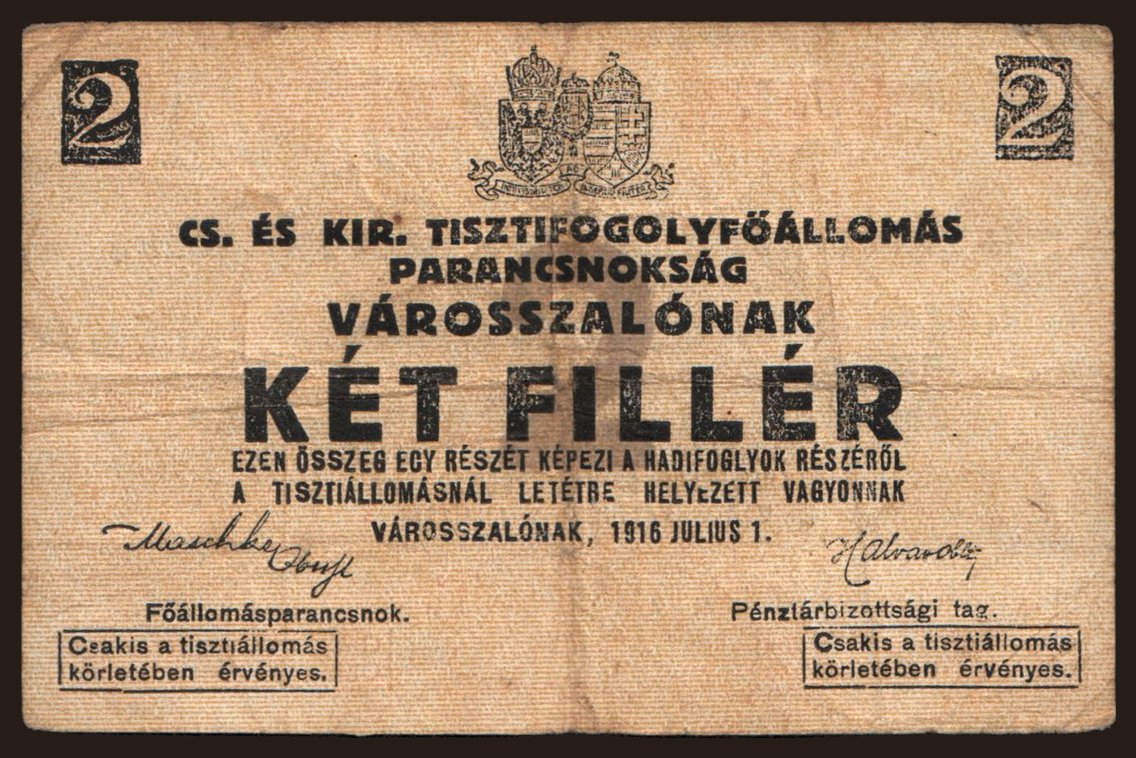 2 2
CS. ÉS KIR. TISZTIFOGOLYFŐÁLLOMÁS
PARANCSNOKSÁG
VÁROSSZALÓNAK
KÉT FILLÉR
EZEN ÖSSZEG EGY RÉSZÉT KÉPEZI A HADIFOGLYOK RÉSZÉRŐL
A TISZTIÁLLOMÁSNÁL LETÉTRE HELYEZETT VAGYONNAK
VÁROSSZALÓNAK, 1916 JULIUS 1.
Maschke
Főállomásparancsnok. Pénztárbizottsági tag.
Csakis a tisztiállomás Csakis a tisztiállomás
körletében érvényes. körletében érvényes.